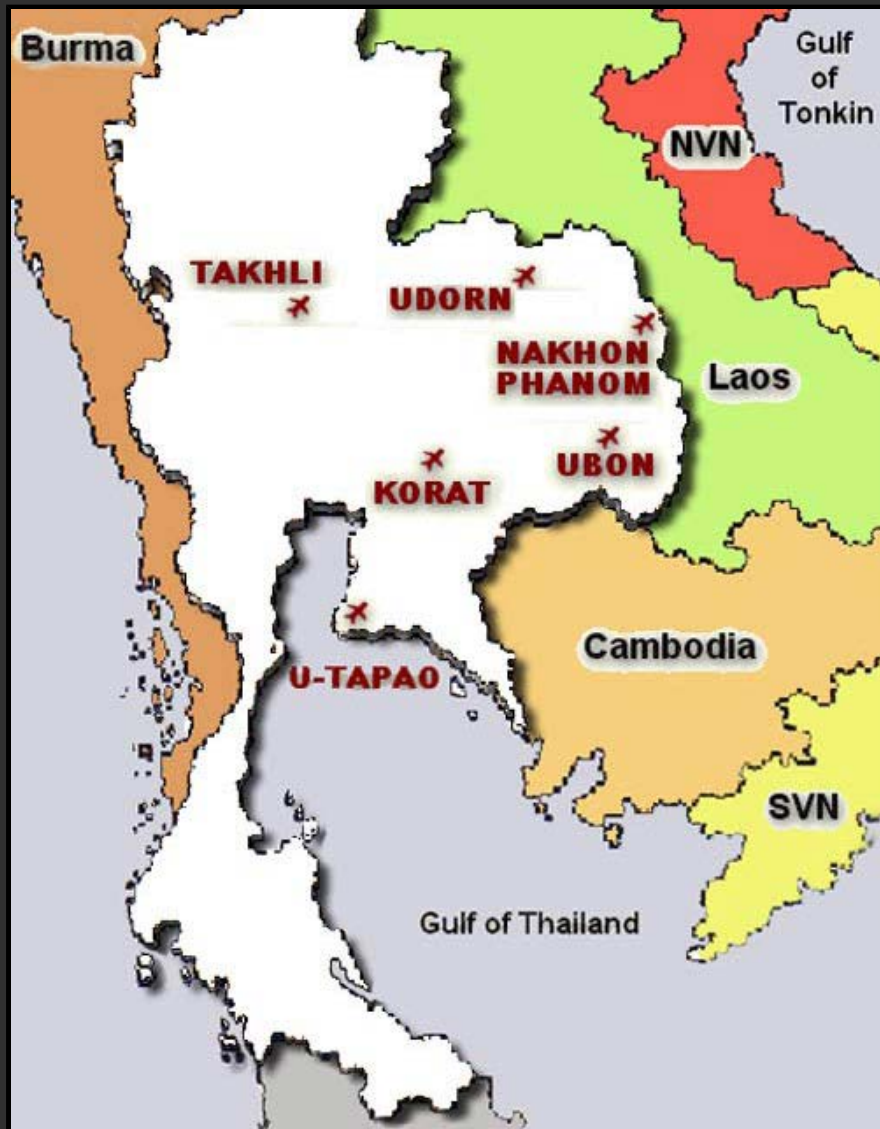 Burma
Gulf
of
Tonkin
NVN
TAKHLI
UDORN
NAKHON
PHANOM
Laos
UBON
KORAT
Cambodia
U-TAPAO
SVN
Gulf of Thailand